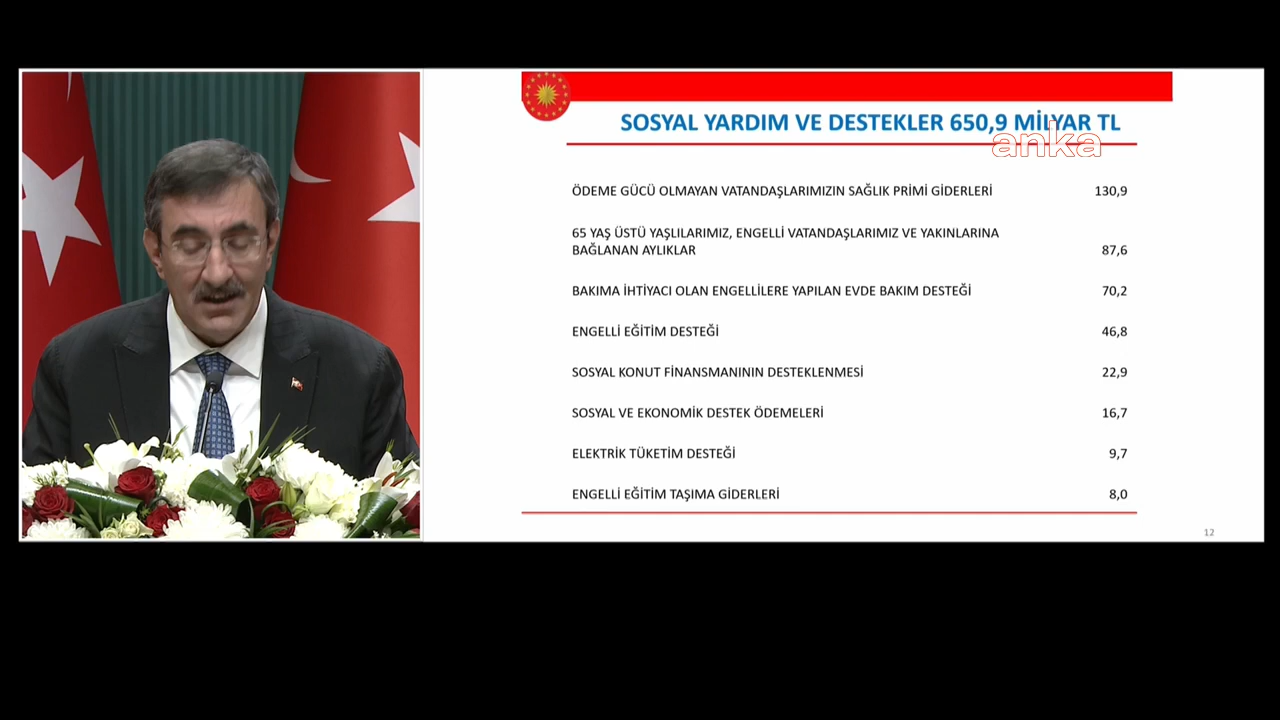 SOSYAL YARDIM VE DESTEKLER 650,9 MİLYAR TL
anka
ÖDEME GÜCÜ OLMAYAN VATANDAŞLARIMIZIN SAĞLIK PRİMİ GİDERLERİ 130,9
65 YAŞ ÜSTÜ YAŞLILARIMIZ, ENGELLİ VATANDAŞLARIMIZ VE YAKINLARINA
BAĞLANAN AYLIKLAR 87,6
BAKIMA İHTİYACI OLAN ENGELLİLERE YAPILAN EVDE BAKIM DESTEĞİ 70,2
ENGELLİ EĞİTİM DESTEĞİ 46,8
SOSYAL KONUT FİNANSMANININ DESTEKLENMESİ 22,9
SOSYAL VE EKONOMİK DESTEK ÖDEMELERİ 16,7
ELEKTRİK TÜKETİM DESTEĞİ 9,7
ENGELLİ EĞİTİM TAŞIMA GİDERLERİ 8,0
12